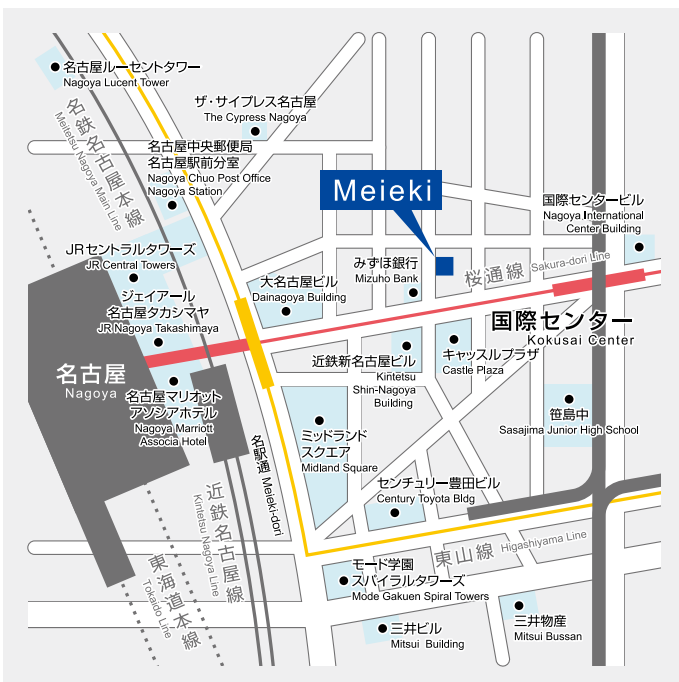 名古屋ルーセントタワー
Nagoya Lucent Tower
ザ・サイプレス名古屋
The Cypress Nagoya
名鉄名古屋本線
Meitetsu Nagoya Main Line
名古屋中央郵便局
名古屋駅前分室
Nagoya Chuo Post Office
Nagoya Station
Meieki
国際センタービル
Nagoya International
Center Building
JRセントラルタワーズ
JR Central Towers
みずほ銀行
Mizuho Bank
桜通線 Sakura-dori Line
大名古屋ビル
Dainagoya Building
ジェイアール
名古屋タカシマヤ
JR Nagoya Takashimaya
国際センター
Kokusai Center
名古屋
Nagoya
近鉄新名古屋ビル
Kintetsu
Shin-Nagoya
Building
キャッスルプラザ
Castle Plaza
名古屋マリオット
アソシアホテル
Nagoya Marriott
Associa Hotel
笹島中
Sasajima Junior High School
ミッドランド
スクエア
Midland Square
名駅通 Meieki-dori
センチュリー豊田ビル
Century Toyota Bldg
近鉄名古屋線
Kintetsu Nagoya Line
東海道本線
Tokaido Line
東山線 Higashiyama Line
モード学園
スパイラルタワーズ
Mode Gakuen Spiral Towers
三井ビル
Mitsui Building
三井物産
Mitsui Bussan